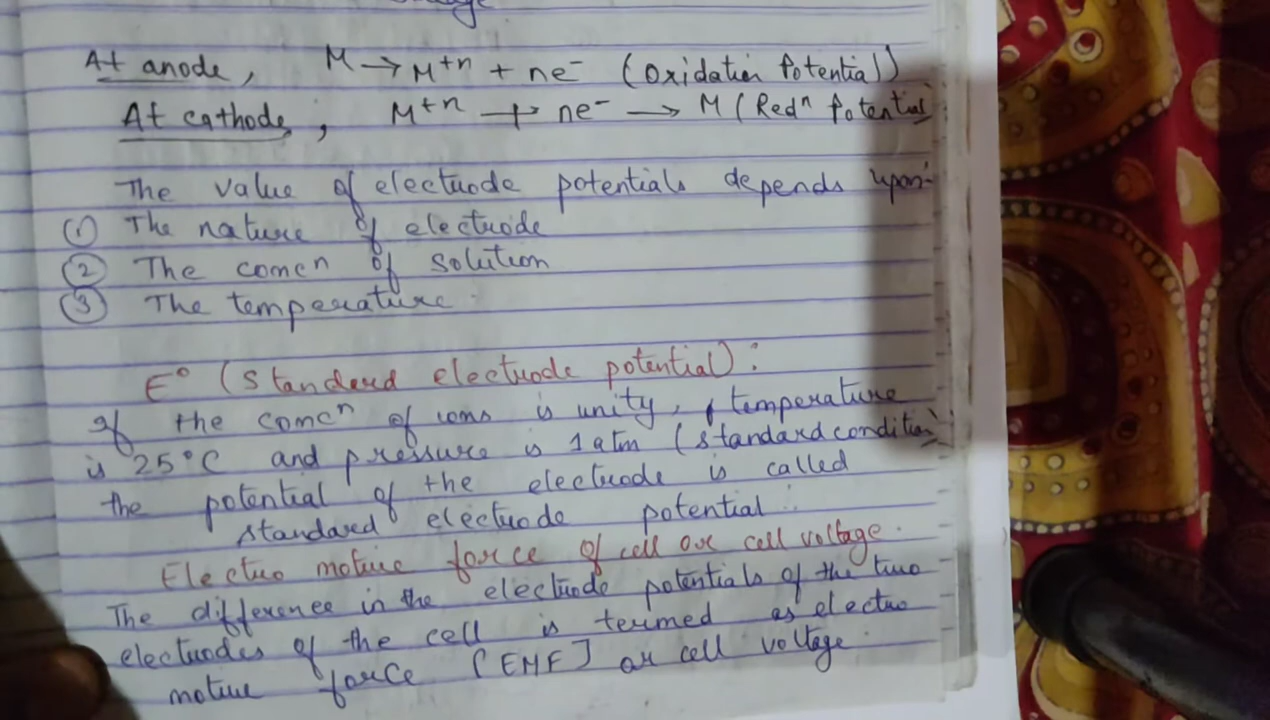 At anode, M → M+n + ne⁻ (Oxidation Potential)
At cathode, M+n + ne⁻ → M (Redⁿ Potential
The value of electrode potentials depends upon-
① The nature of electrode
② The concn of solution
③ The temperature.
E° (Standard electrode potential):
If the concⁿ of ions is unity, temperature
is 25°C and pressure is 1 atm (standard condition)
the potential of the electrode is called
standard electrode potential.
Electro motive force of cell or cell voltage.
The difference in the electrode potentials of the two
electrodes of the cell is termed as electro
motive force [EMF] or cell voltage.